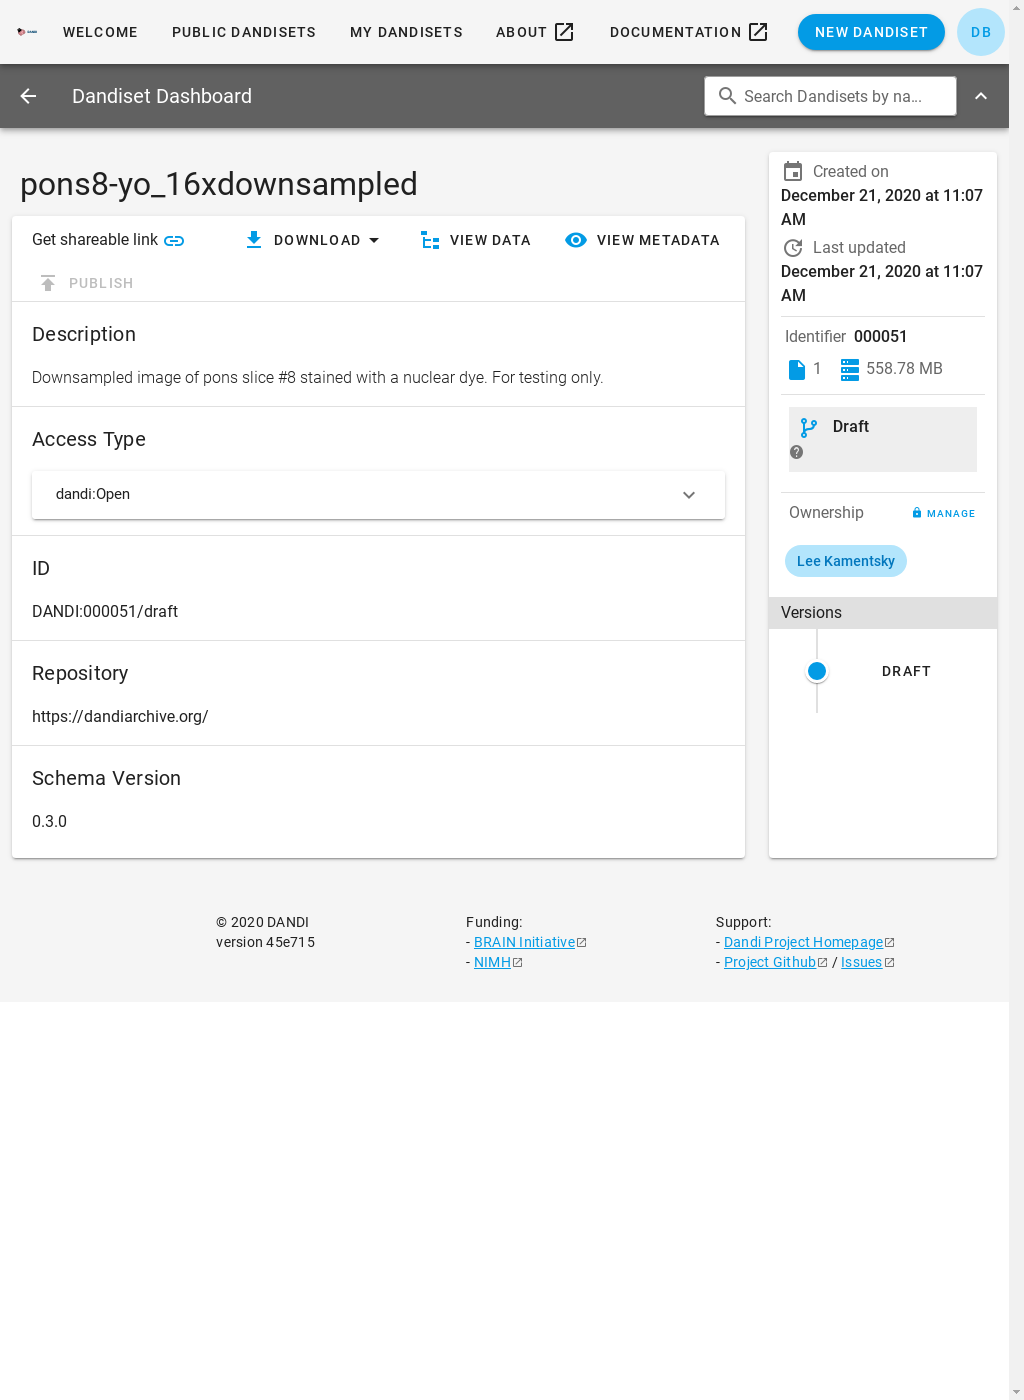 WELCOME
PUBLIC DANDISETS
MY DANDISETS
ABOUT
DOCUMENTATION
NEW DANDISET
DB
Dandiset Dashboard
Search Dandisets by na...
pons8-yo_16xdownsampled
Get shareable link
DOWNLOAD
VIEW DATA
VIEW METADATA
PUBLISH
Description
Downsampled image of pons slice #8 stained with a nuclear dye. For testing only.
Access Type
dandi:Open
ID
DANDI:000051/draft
Repository
https://dandiarchive.org/
Schema Version
0.3.0
Created on
December 21, 2020 at 11:07
AM
Last updated
December 21, 2020 at 11:07
AM
Identifier 000051
1 558.78 MB
Draft
Ownership
MANAGE
Lee Kamentsky
Versions
DRAFT
© 2020 DANDI
version 45e715
Funding:
- BRAIN Initiative
- NIMH
Support:
- Dandi Project Homepage
- Project Github / Issues